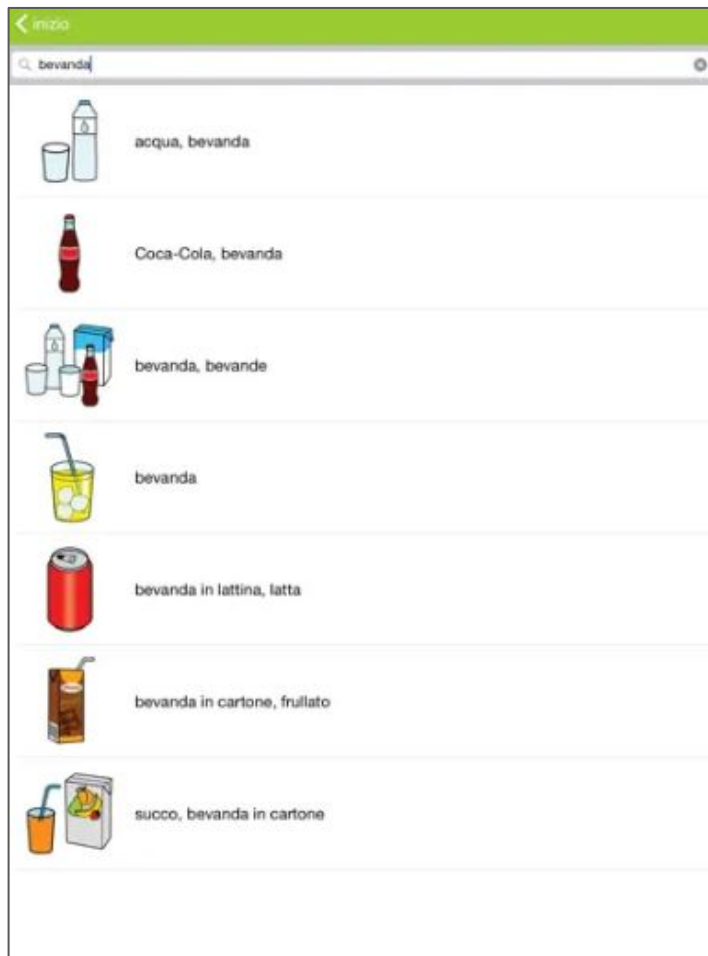 inizio
bevanda
acqua, bevanda
Coca-Cola, bevanda
bevanda, bevande
bevanda
bevanda in lattina, latta
bevanda in cartone, frullato
succo, bevanda in cartone